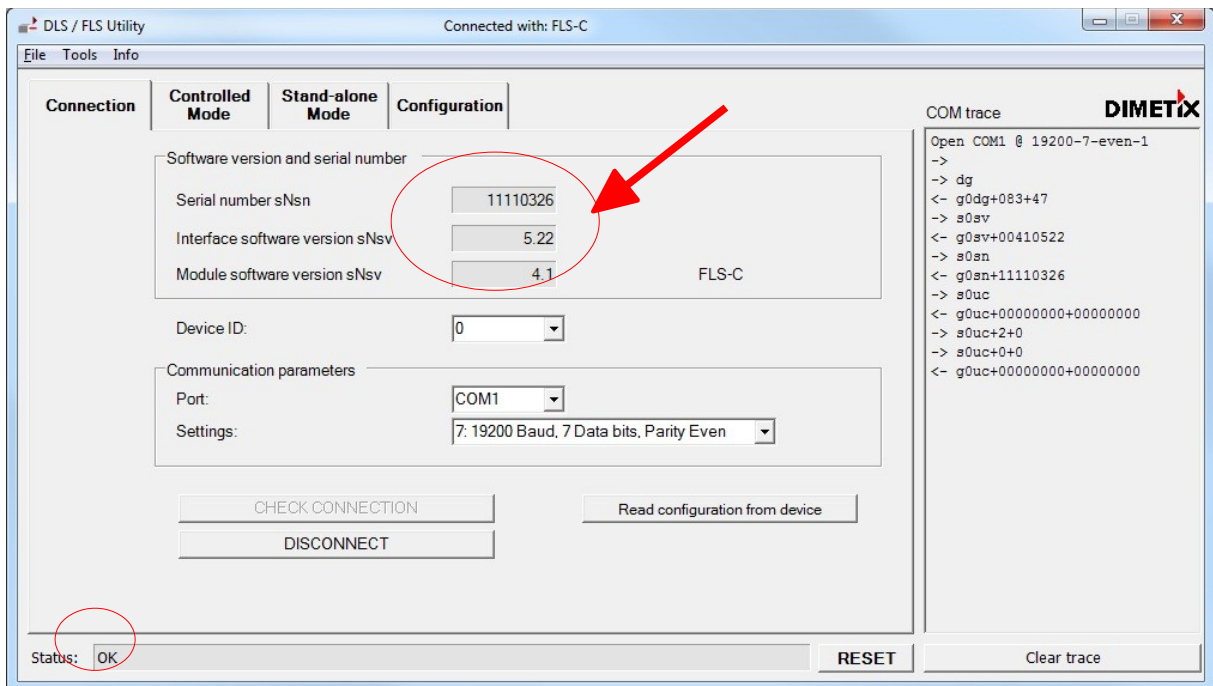 DLS / FLS Utility
Connected with: FLS-C
File Tools Info
Connection
Controlled Mode
Stand-alone Mode
Configuration
Software version and serial number
Serial number sNsn 11110326
Interface software version sNsv 5.22
Module software version sNsv 4.1 FLS-C
Device ID: 0
Communication parameters
Port: COM1
Settings: 7: 19200 Baud, 7 Data bits, Parity Even
CHECK CONNECTION
Read configuration from device
DISCONNECT
COM trace
DIMETIX
Open COM1 @ 19200-7-even-1
->
-> dg
<- g0dg+083+47
-> s0sv
<- g0sv+00410522
-> s0sn
<- g0sn+11110326
-> s0uc
<- g0uc+00000000+00000000
-> s0uc+2+0
-> s0uc+0+0
<- g0uc+00000000+00000000
Status: OK
RESET
Clear trace